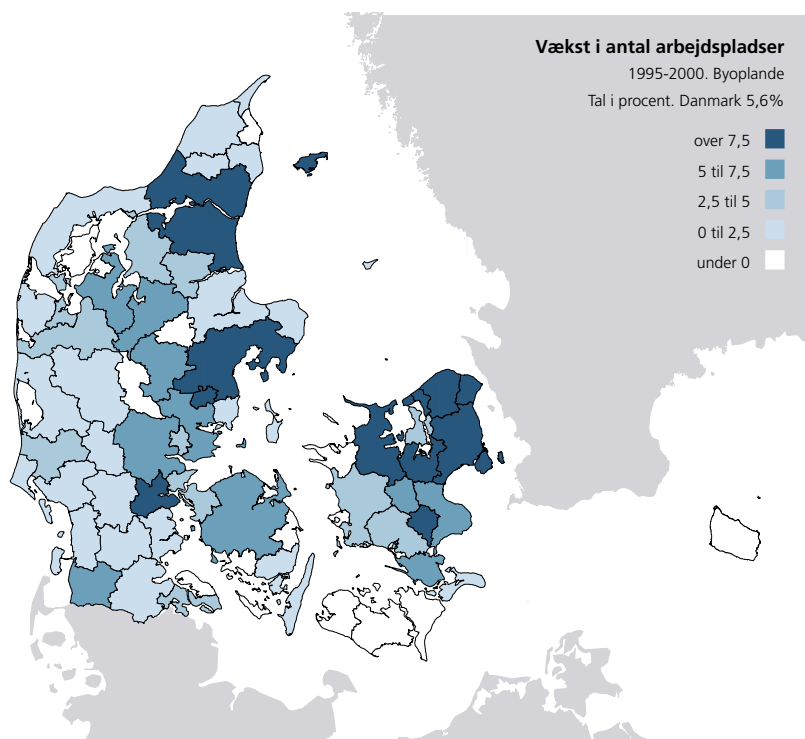 Vækst i antal arbejdspladser
1995-2000. Byoplande
Tal i procent. Danmark 5,6%
over 7,5
5 til 7,5
2,5 til 5
0 til 2,5
under 0